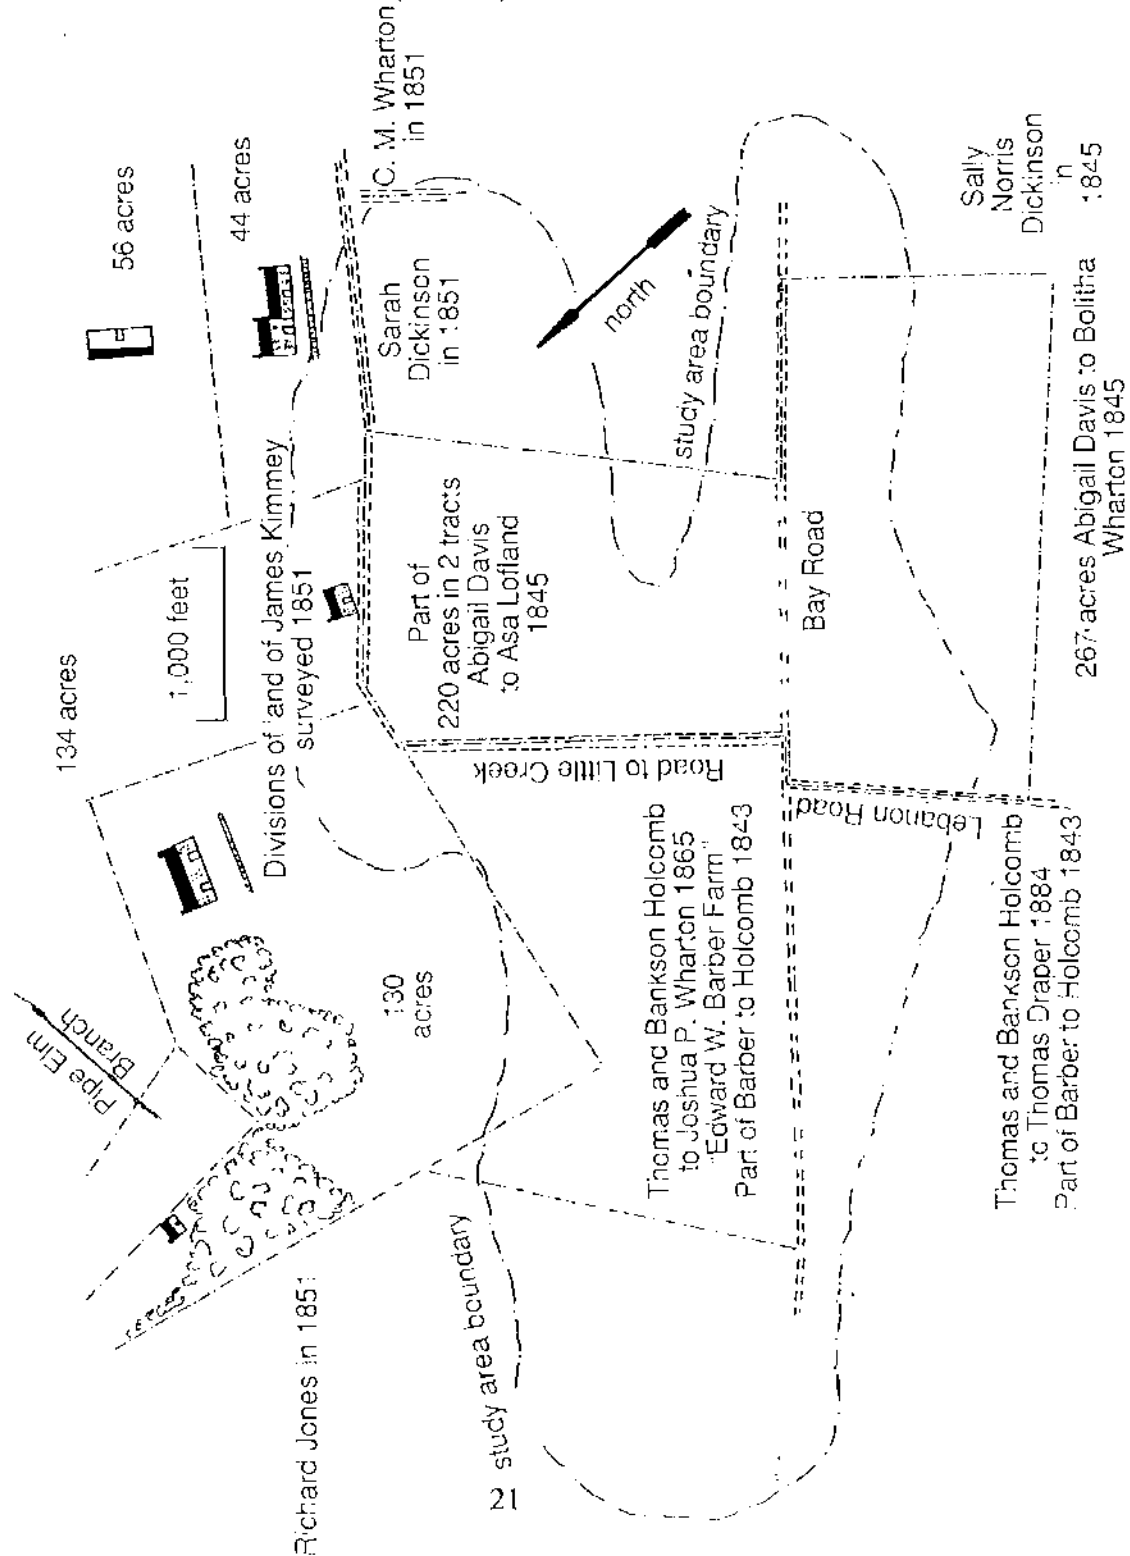 Richard Jones in 1851
Pipe Elm
Branch
134 acres
1,000 feet
56 acres
44 acres
Divisions of land of James Kimmey
surveyed 1851
C. M. Wharton
in 1851
Sarah
Dickinson
in 1851
130
acres
Part of
220 acres in 2 tracts
Abigail Davis
to Asa Lofland
1845
north
study area boundary
study area boundary
21
Road to Little Creek
Thomas and Bankson Holcomb
to Joshua P. Wharton 1865
"Edward W. Barber Farm"
Part of Barber to Holcomb 1843
Bay Road
Lebanon Road
Sally
Norris
Dickinson
in
1845
Thomas and Bankson Holcomb
to Thomas Draper 1884
Part of Barber to Holcomb 1843
267 acres Abigail Davis to Bolitha
Wharton 1845